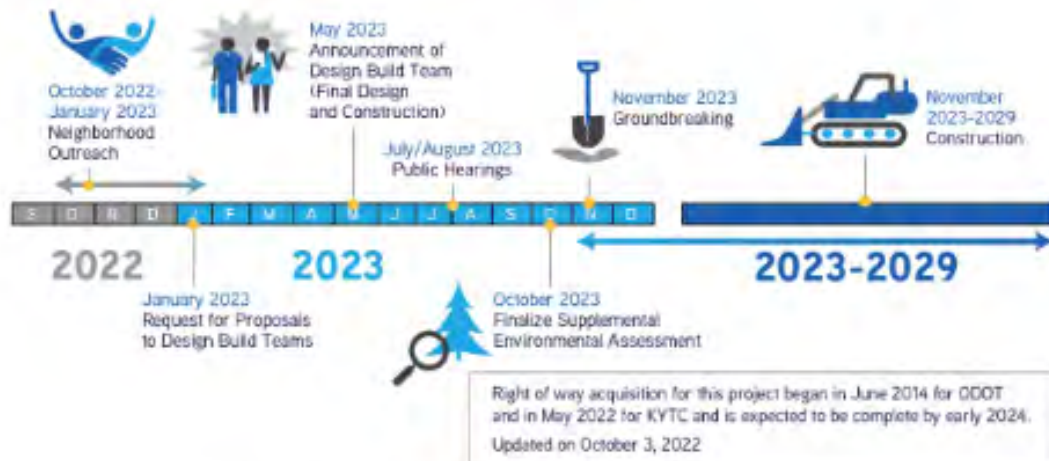 October 2022-
January 2023
Neighborhood
Outreach
May 2023
Announcement of
Design Build Team
(Final Design
and Construction)
July/August 2023
Public Hearings
November 2023
Groundbreaking
November
2023-2029
Construction
S O N D J F M A M J J A S O N D
2022
2023
2023-2029
January 2023
Request for Proposals
to Design Build Teams
October 2023
Finalize Supplemental
Environmental Assessment
Right of way acquisition for this project began in June 2014 for ODOT
and in May 2022 for KYTC and is expected to be complete by early 2024.
Updated on October 3, 2022